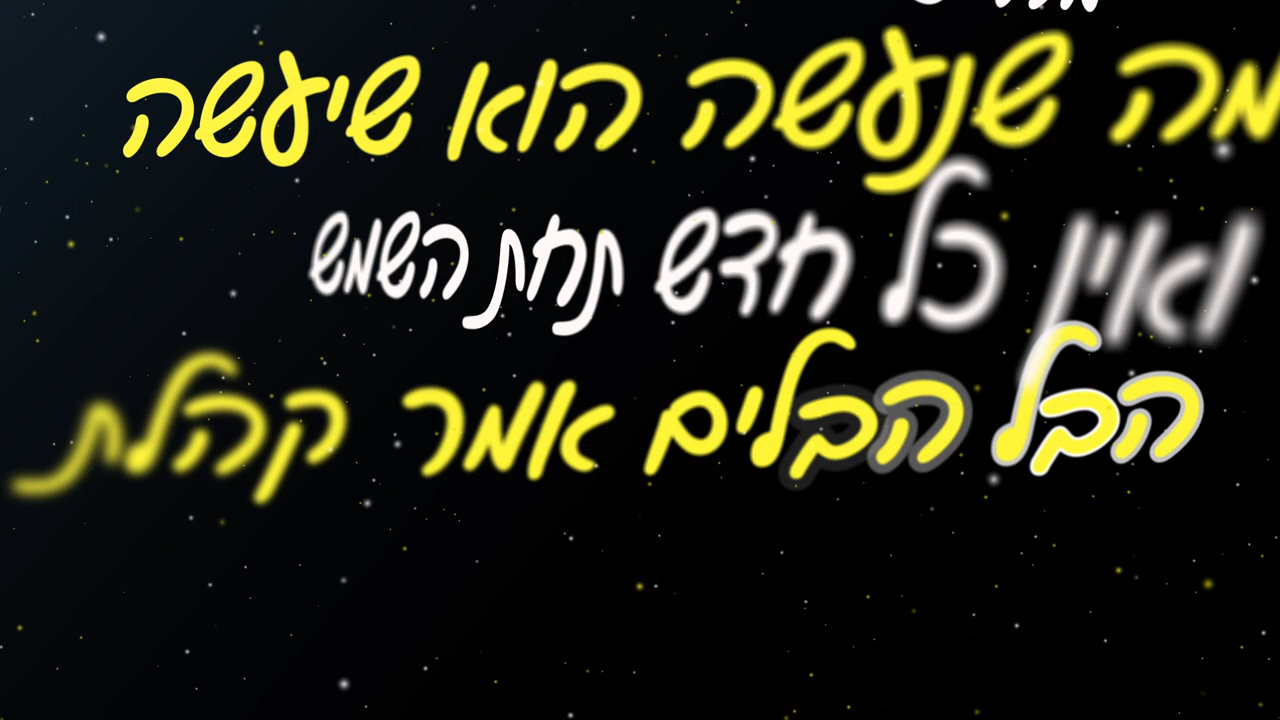 מה שנעשה הוא שיעשה
ואין כל חדש תחת השמש
הבל הבלים אמר קהלת